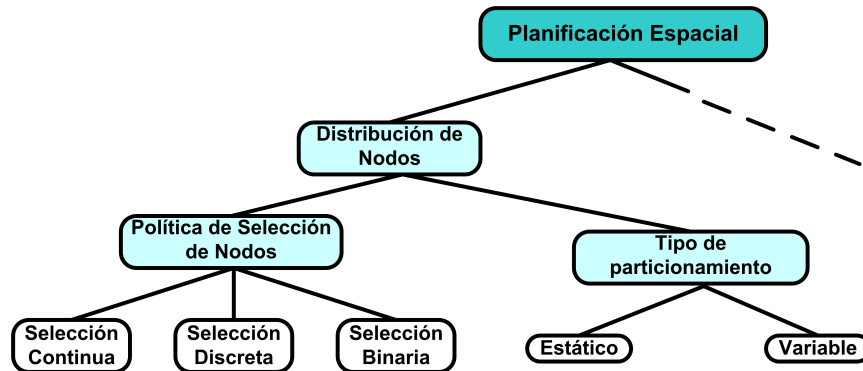 Planificación Espacial
Distribución de
Nodos
Política de Selección
de Nodos
Tipo de
particionamiento
Selección
Continua
Selección
Discreta
Selección
Binaria
Estático
Variable